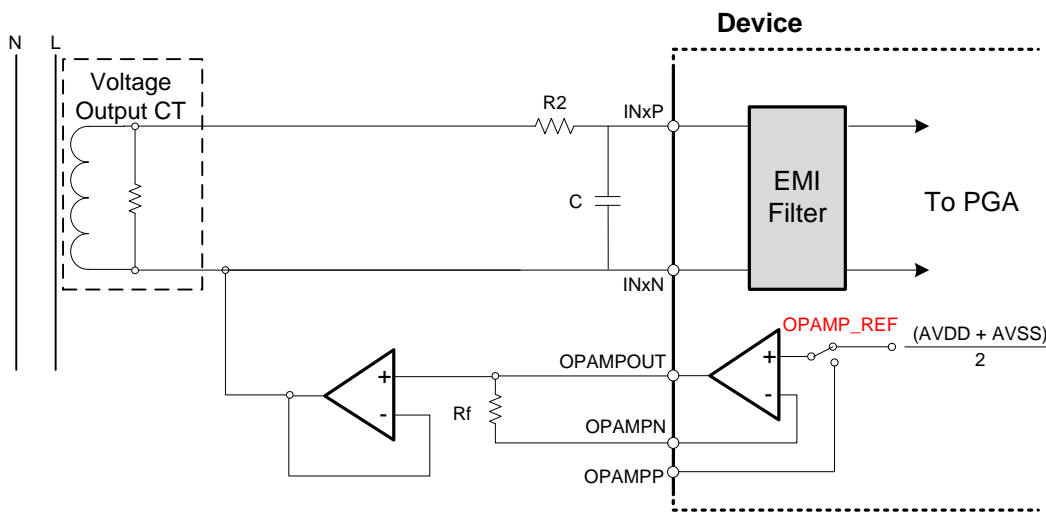 Device
N L
Voltage
Output CT
R2
INxP
EMI
Filter
C
To PGA
INxN
OPAMP_REF
(AVDD + AVSS)
2
OPAMPOUT
+
-
+
-
Rf
OPAMPN
OPAMPP